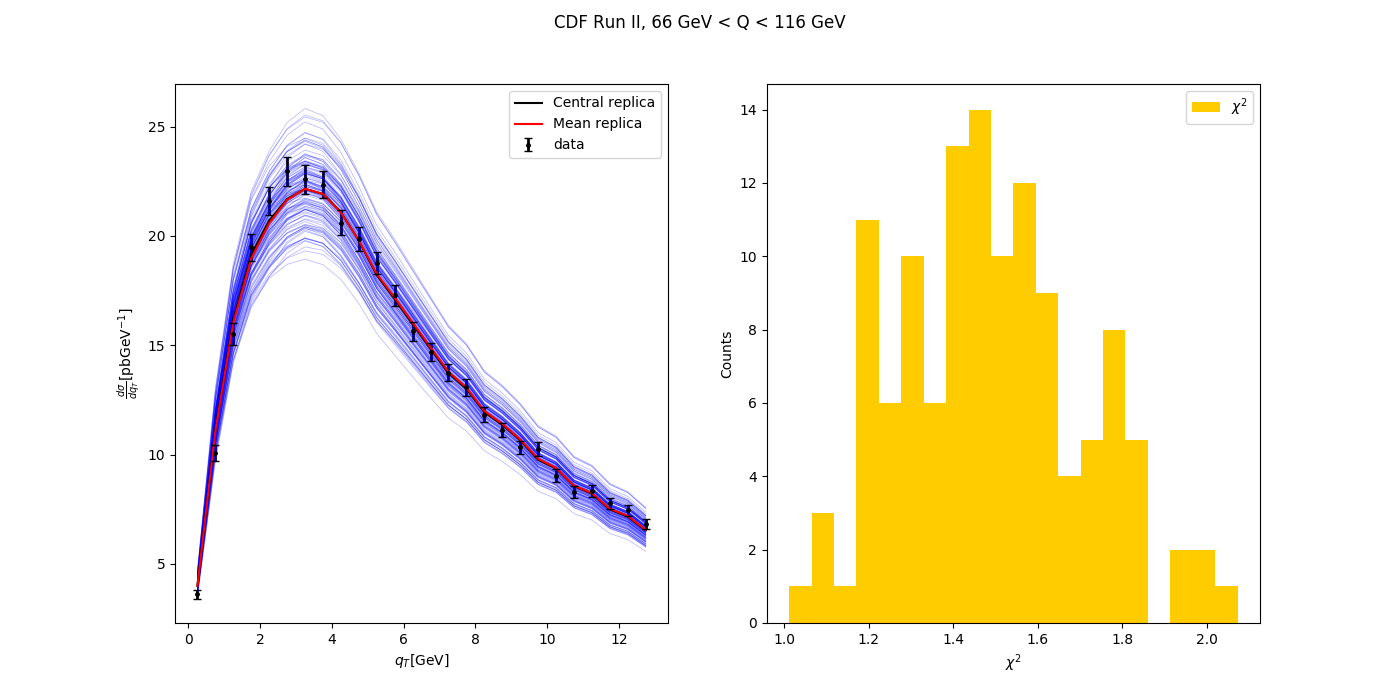 CDF Run II, 66 GeV < Q < 116 GeV
Central replica
Mean replica
data
25
20
15
10
5
0
2
4
6
8
10
12
dσ/dq_T [pbGeV⁻¹]
q_T[GeV]
χ²
14
12
10
8
6
4
2
0
1.0
1.2
1.4
1.6
1.8
2.0
Counts
χ²